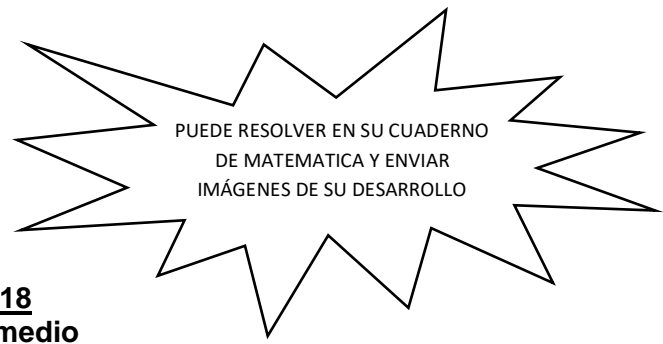 PUEDE RESOLVER EN SU CUADERNO
DE MATEMATICA Y ENVIAR
IMÁGENES DE SU DESARROLLO
18
medio